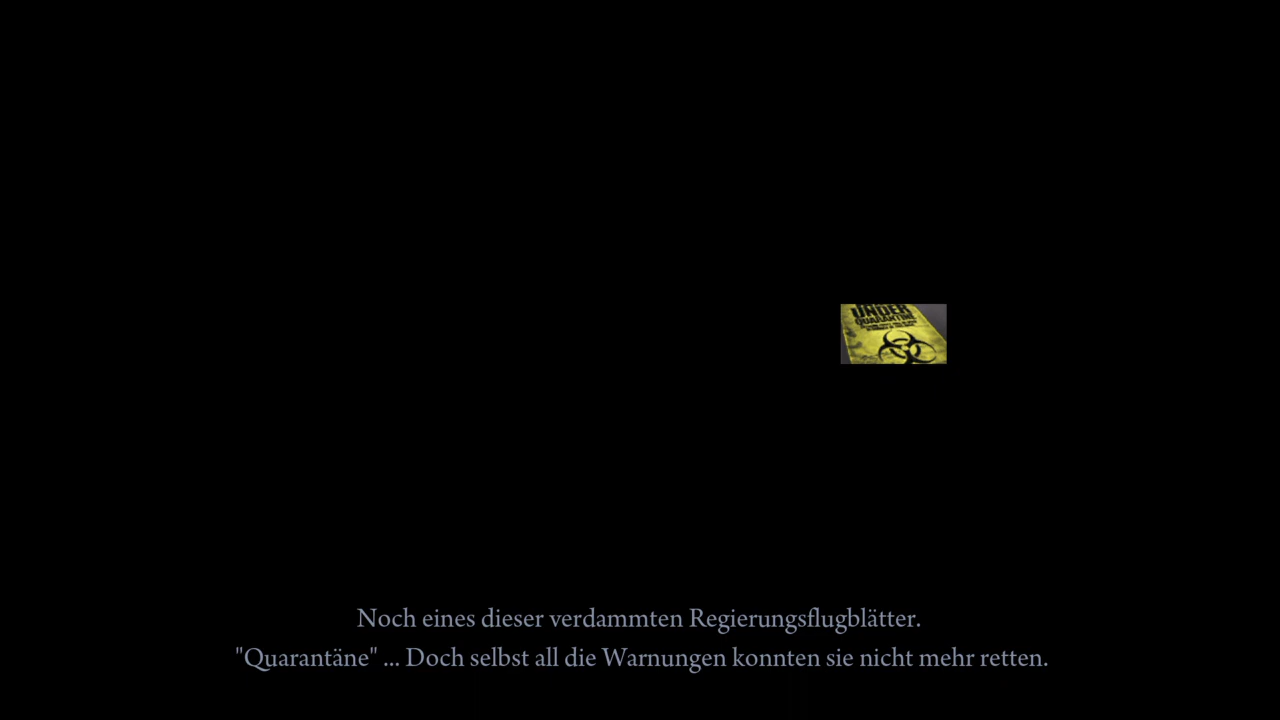 UNDER
QUARANTINE
Noch eines dieser verdammten Regierungsflugblätter.
"Quarantäne" ... Doch selbst all die Warnungen konnten sie nicht mehr retten.